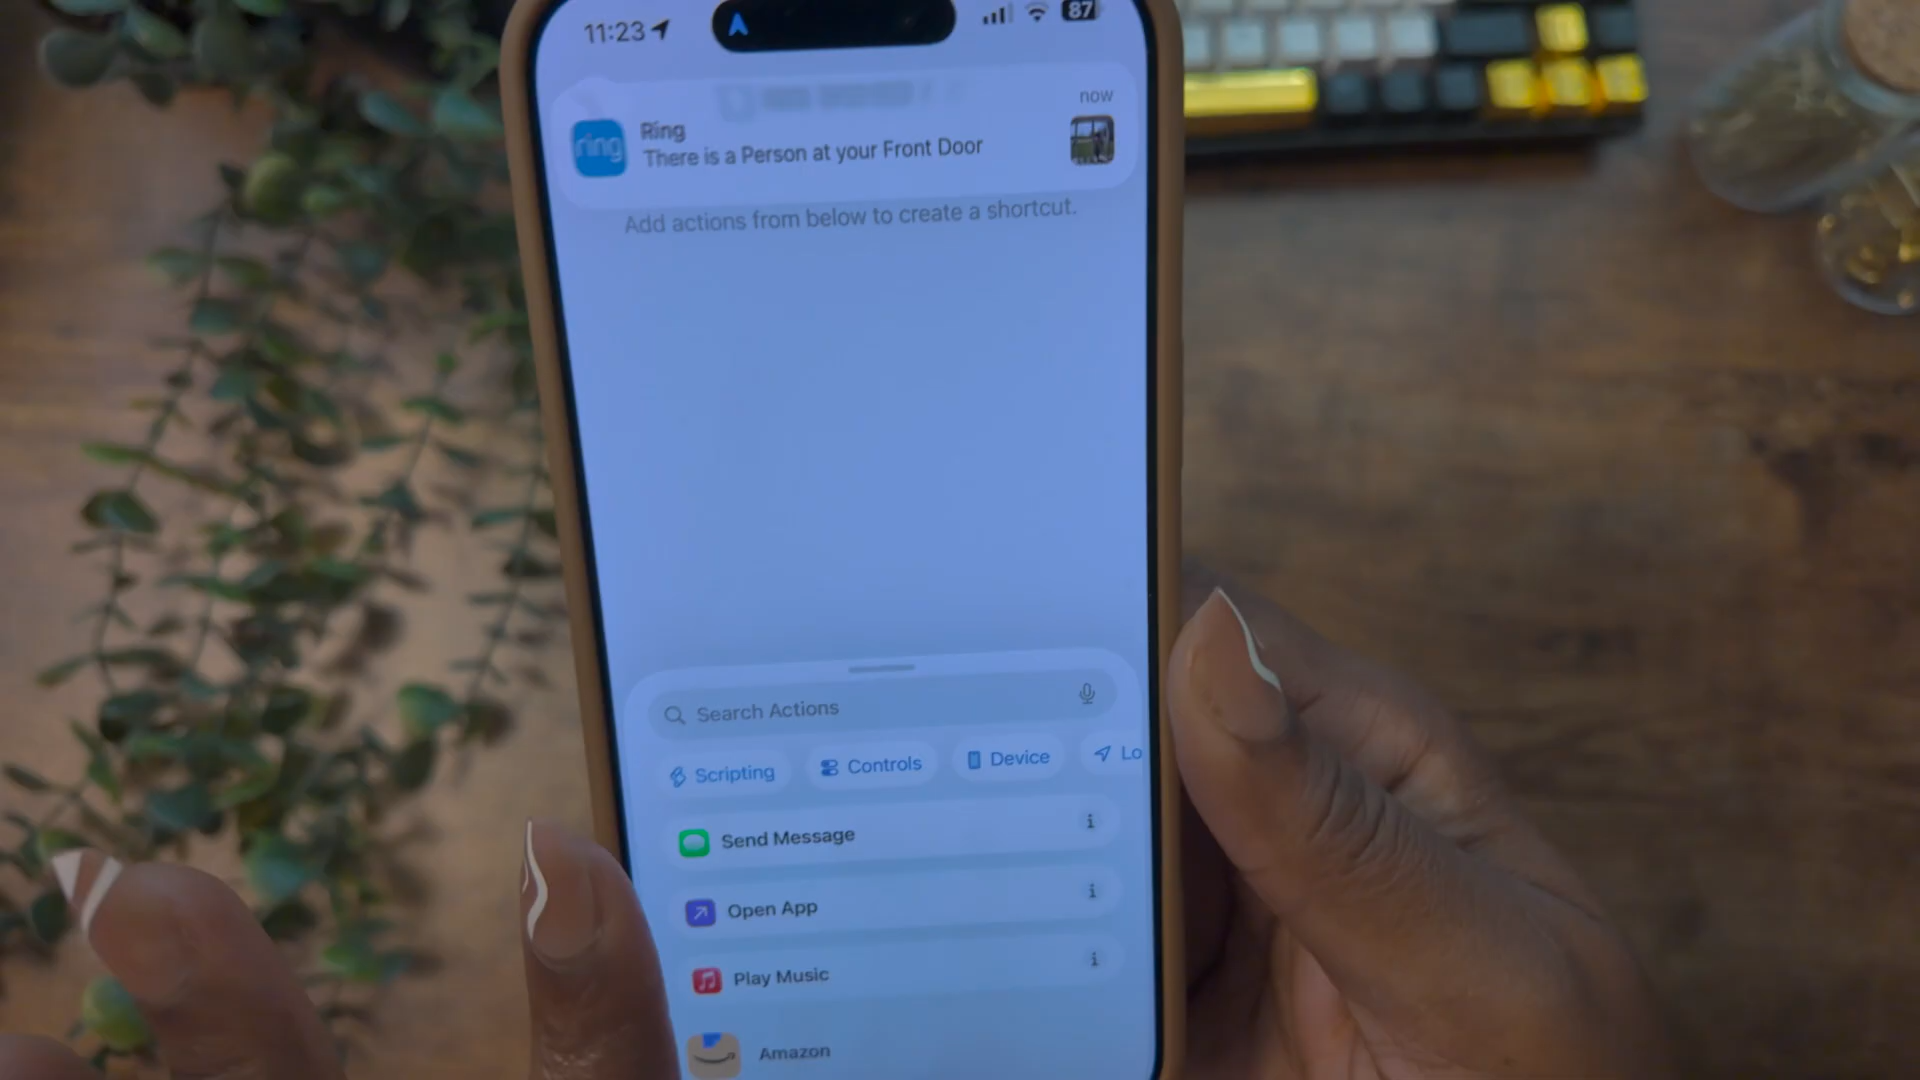 11:23
87
now
ring
Ring
There is a Person at your Front Door
Add actions from below to create a shortcut.
Search Actions
Scripting
Controls
Device
Lo
Send Message
Open App
Play Music
Amazon